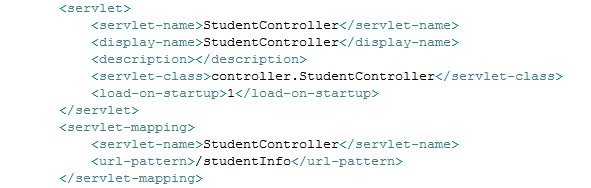 <servlet>
<servlet-name>StudentController</servlet-name>
<display-name>StudentController</display-name>
<description></description>
<servlet-class>controller.StudentController</servlet-class>
<load-on-startup>1</load-on-startup>
</servlet>
<servlet-mapping>
<servlet-name>StudentController</servlet-name>
<url-pattern>/studentInfo</url-pattern>
</servlet-mapping>